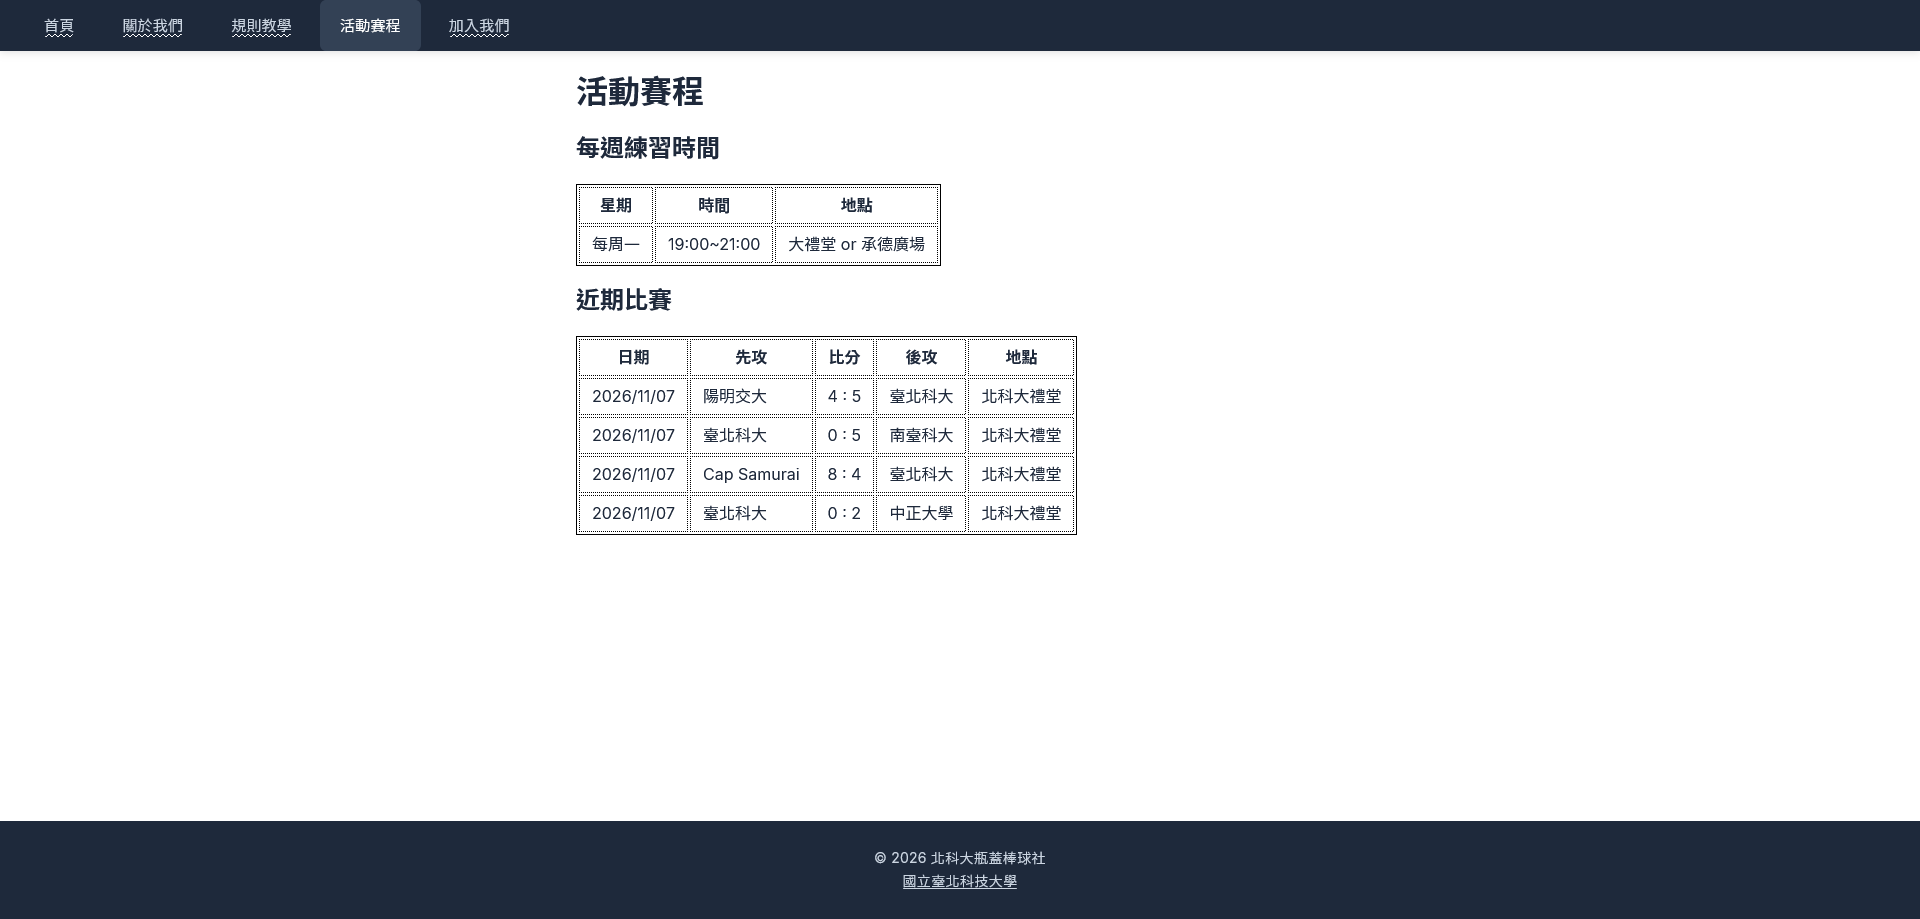 首頁 關於我們 規則教學 活動賽程 加入我們
活動賽程
每週練習時間
星期 時間 地點
每周一 19:00~21:00 大禮堂 or 承德廣場
近期比賽
日期 先攻 比分 後攻 地點
2026/11/07 陽明交大 4 : 5 臺北科大 北科大禮堂
2026/11/07 臺北科大 0 : 5 南臺科大 北科大禮堂
2026/11/07 Cap Samurai 8 : 4 臺北科大 北科大禮堂
2026/11/07 臺北科大 0 : 2 中正大學 北科大禮堂
© 2026 北科大瓶蓋棒球社
國立臺北科技大學